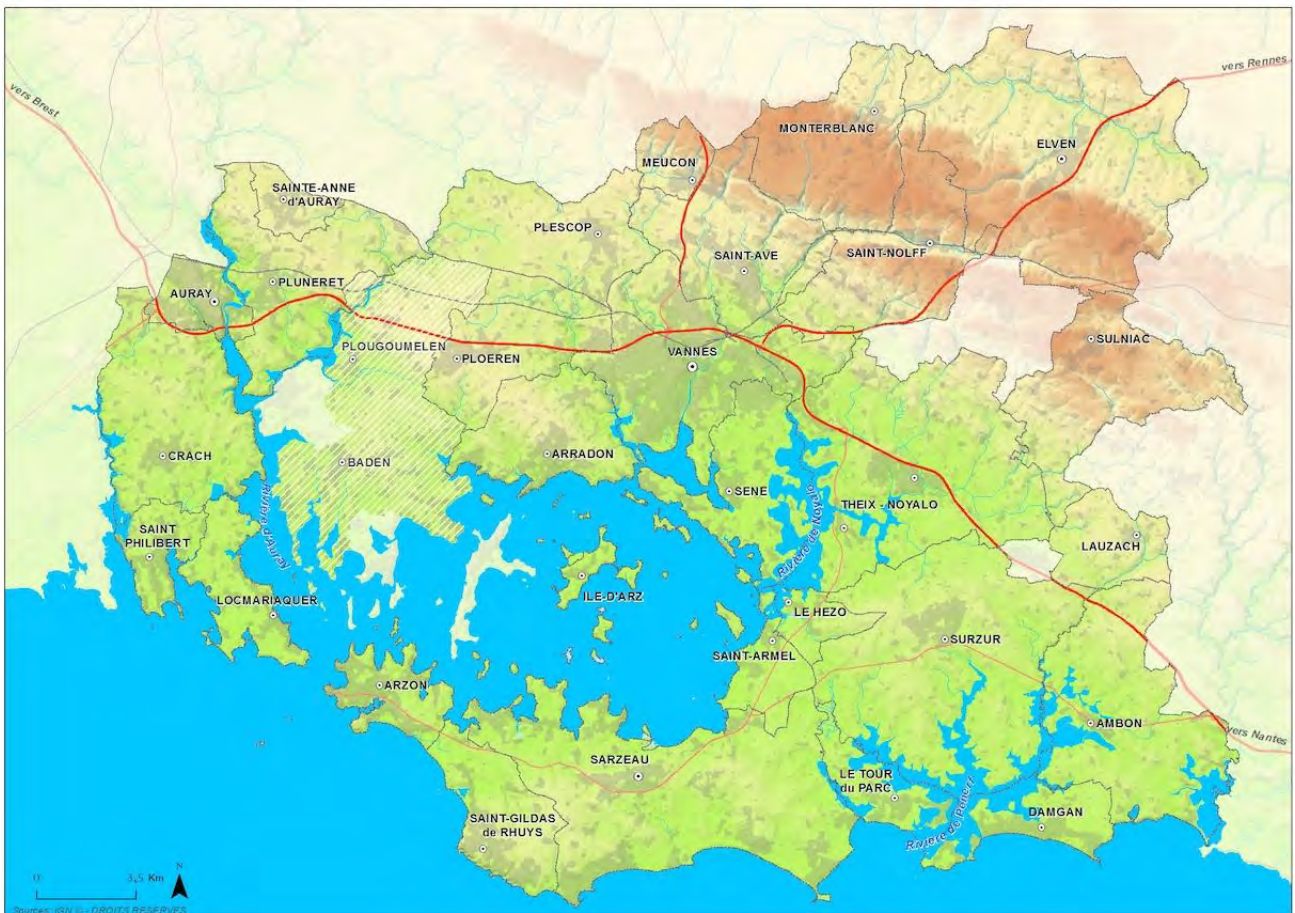 vers Rennes
vers Brest
MONTERBLANC
ELVEN
MEUCON
SAINTE-ANNE
d'AURAY
PLESCOP
SAINT-NOLFF
SAINT-AVE
PLUNERET
AURAY
SULNIAC
PLOUGOUMELEN
PLOEREN
VANNES
CRACH
BADEN
ARRADON
SENE
THEIX - NOYALO
Rivière d'Auray
Rivière de Noyalo
SAINT
PHILIBERT
LAUZACH
LOCMARIAQUER
ILE-D'ARZ
LE HEZO
SURZUR
SAINT-ARMEL
ARZON
AMBON
vers Nantes
SARZEAU
LE TOUR
du PARC
SAINT-GILDAS
de RHUYS
DAMGAN
Rivière de Penerf
N
0
3,5 Km
Sources: IGN © - DROITS RESERVES